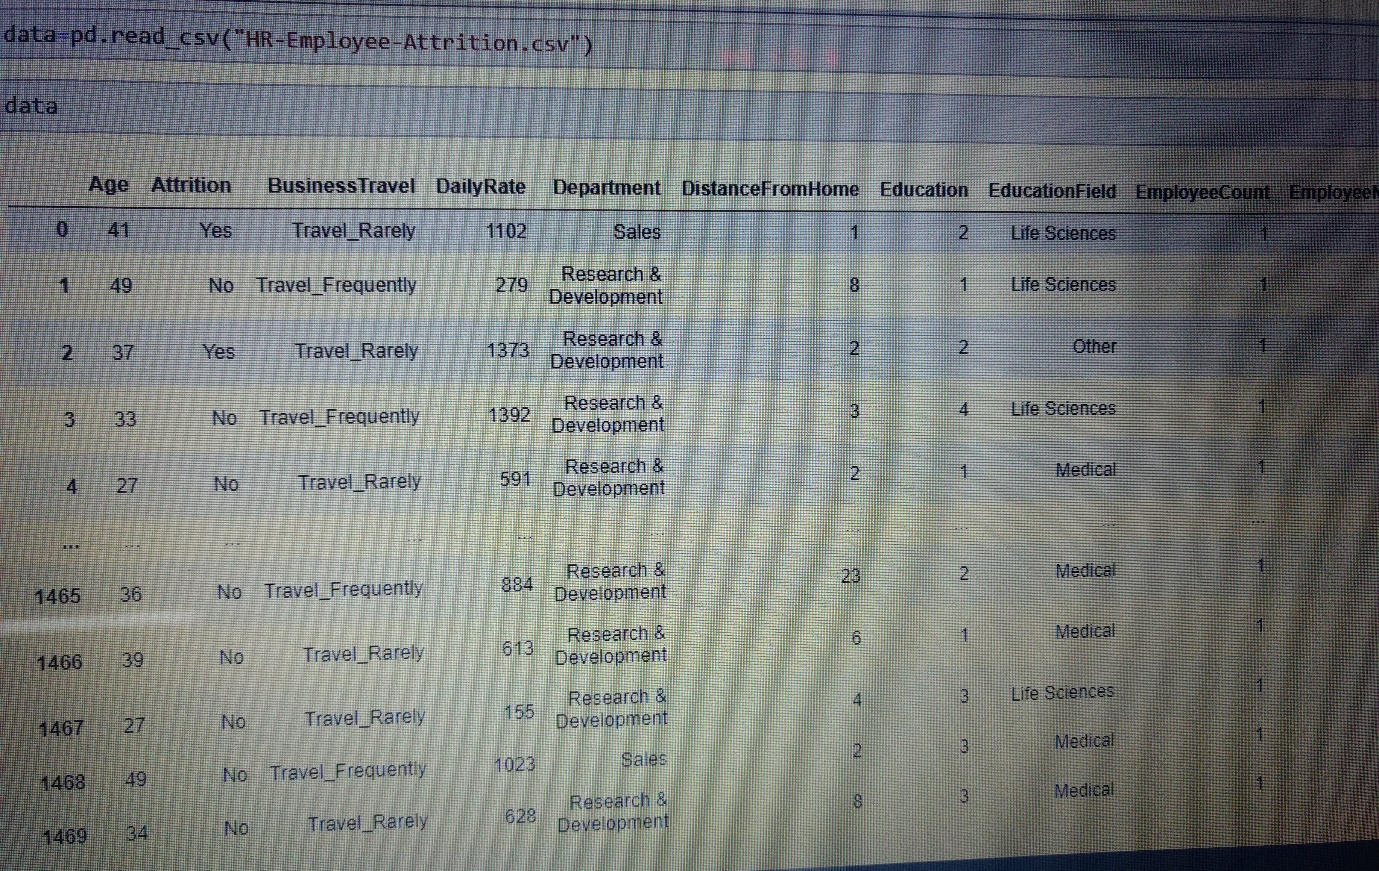 data=pd.read_csv("HR-Employee-Attrition.csv")
data
Age Attrition BusinessTravel DailyRate Department DistanceFromHome Education EducationField EmployeeCount EmployeeN
0 41 Yes Travel_Rarely 1102 Sales 1 2 Life Sciences 1
1 49 No Travel_Frequently 279 Research & Development 8 1 Life Sciences 1
2 37 Yes Travel_Rarely 1373 Research & Development 2 2 Other 1
3 33 No Travel_Frequently 1392 Research & Development 3 4 Life Sciences 1
4 27 No Travel_Rarely 591 Research & Development 2 1 Medical 1
... ... ... ... ... ... ... ... ... ...
1465 36 No Travel_Frequently 884 Research & Development 23 2 Medical 1
1466 39 No Travel_Rarely 613 Research & Development 6 1 Medical 1
1467 27 No Travel_Rarely 155 Research & Development 4 3 Life Sciences 1
1468 49 No Travel_Frequently 1023 Sales 2 3 Medical 1
1469 34 No Travel_Rarely 628 Research & Development 8 3 Medical 1